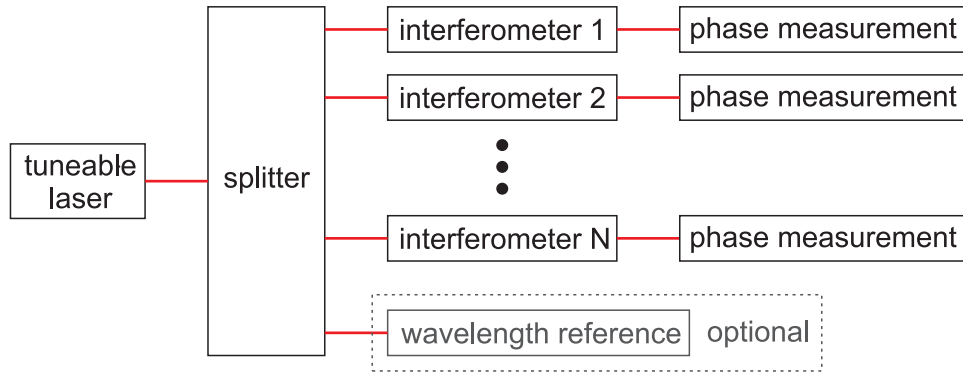 interferometer 1
phase measurement
interferometer 2
phase measurement
tuneable
laser
splitter
interferometer N
phase measurement
wavelength reference
optional